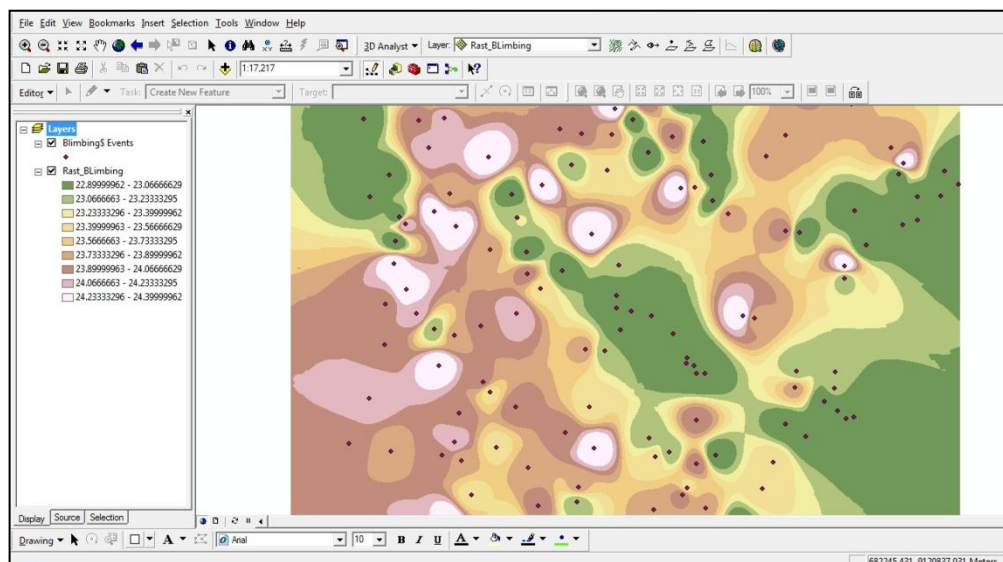 File Edit View Bookmarks Insert Selection Tools Window Help
3D Analyst Layer: Rast_BLimbing
1:17,217
Editor Task: Create New Feature Target: 100%
Layers
Blimbing$ Events
Rast_BLimbing
22.89999962 - 23.06666629
23.0666663 - 23.23333295
23.23333296 - 23.39999962
23.39999963 - 23.56666629
23.5666663 - 23.73333295
23.73333296 - 23.89999962
23.89999963 - 24.06666629
24.0666663 - 24.23333295
24.23333296 - 24.39999962
Display Source Selection
Drawing A Arial 10 B I U A
682245.431 9120837.031 Meters